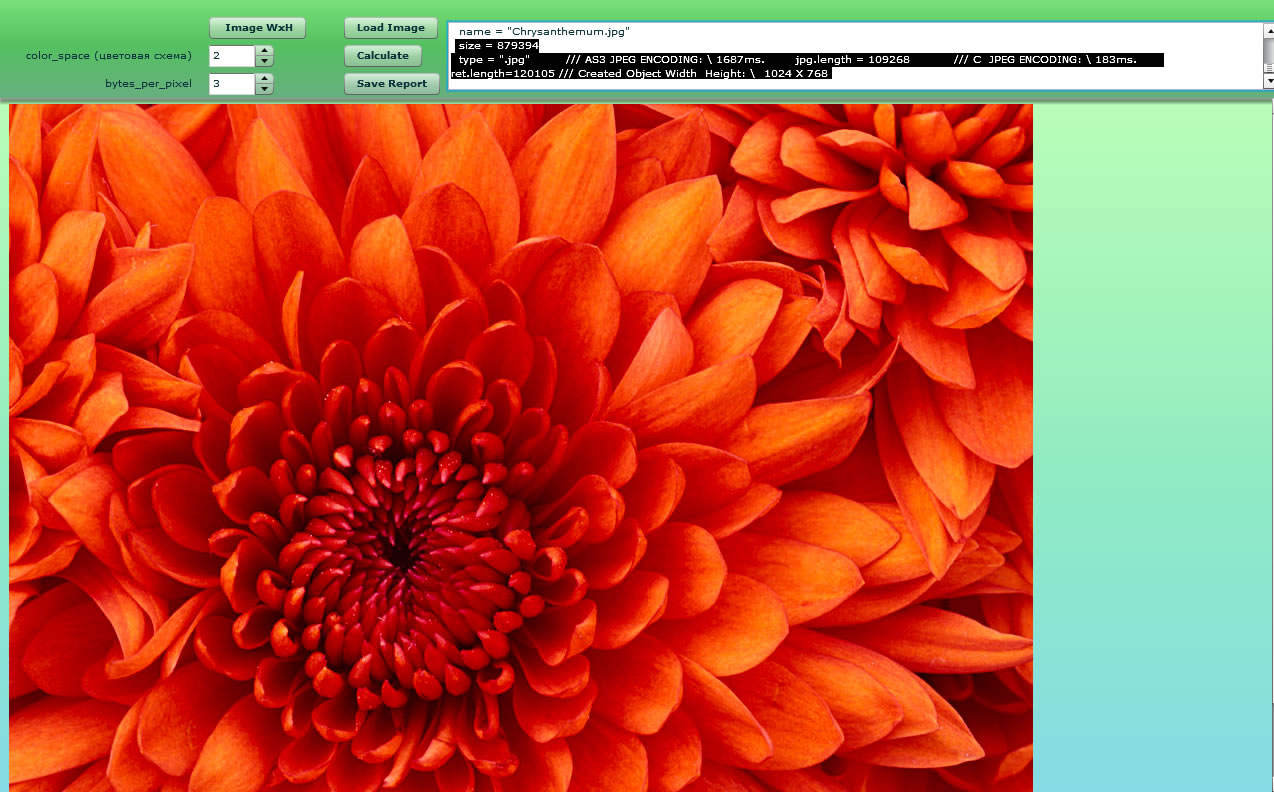 Image WxH
Load Image
color_space (цветовая схема)
2
Calculate
bytes_per_pixel
3
Save Report
name = "Chrysanthemum.jpg"
size = 879394
type = ".jpg" /// AS3 JPEG ENCODING: \ 1687ms. jpg.length = 109268 /// C JPEG ENCODING: \ 183ms.
ret.length=120105 /// Created Object Width Height: \ 1024 X 768